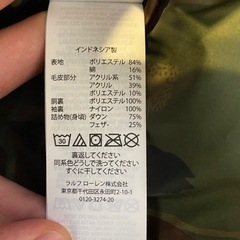 インドネシア製
表地 ポリエステル 84%
綿 16%
毛皮部分 アクリル系 51%
アクリル 39%
ポリエステル 10%
胴裏 ポリエステル100%
袖裏 ナイロン 100%
詰め物(身頃) ダウン 75%
フェザー 25%
30
裏返してください
同系色どうしで洗ってください
すぐに干してください
ラルフ ローレン株式会社
東京都千代田区永田町2-10-1
0120-3274-20